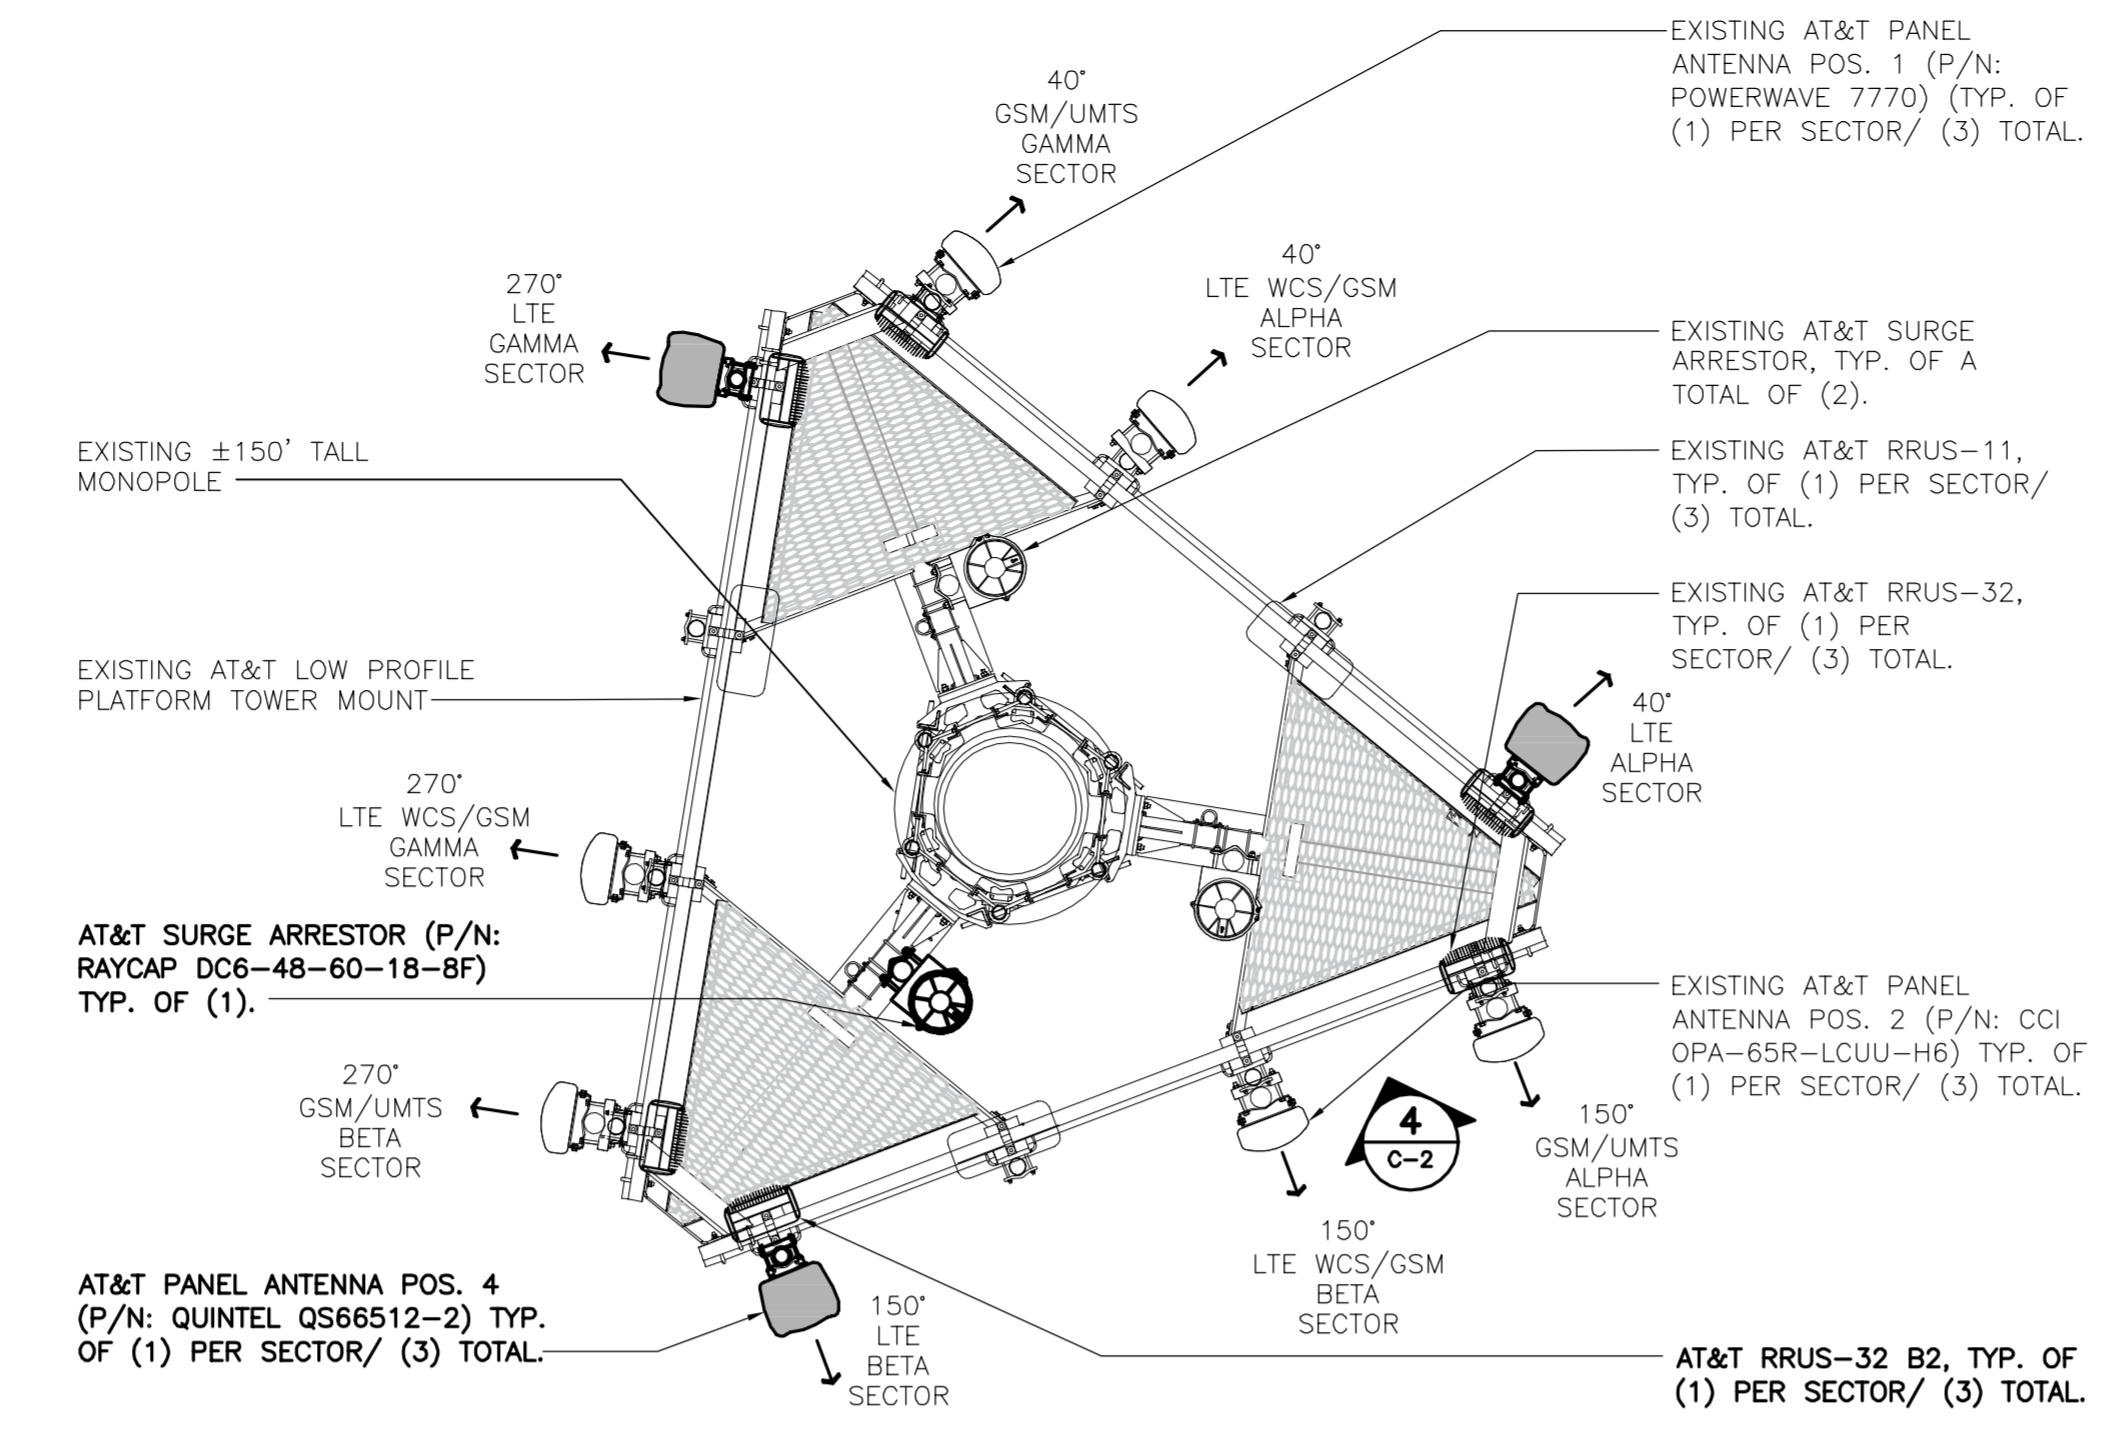 EXISTING AT&T PANEL
ANTENNA POS. 1 (P/N:
POWERWAVE 7770) (TYP. OF
(1) PER SECTOR/ (3) TOTAL.
40°
GSM/UMTS
GAMMA
SECTOR
40°
LTE WCS/GSM
ALPHA
SECTOR
270°
LTE
GAMMA
SECTOR
EXISTING AT&T SURGE
ARRESTOR, TYP. OF A
TOTAL OF (2).
EXISTING ±150' TALL
MONOPOLE
EXISTING AT&T RRUS-11,
TYP. OF (1) PER SECTOR/
(3) TOTAL.
EXISTING AT&T RRUS-32,
TYP. OF (1) PER
SECTOR/ (3) TOTAL.
EXISTING AT&T LOW PROFILE
PLATFORM TOWER MOUNT
40°
LTE
ALPHA
SECTOR
270°
LTE WCS/GSM
GAMMA
SECTOR
AT&T SURGE ARRESTOR (P/N:
RAYCAP DC6-48-60-18-8F)
TYP. OF (1).
EXISTING AT&T PANEL
ANTENNA POS. 2 (P/N: CCI
OPA-65R-LCUU-H6) TYP. OF
(1) PER SECTOR/ (3) TOTAL.
270°
GSM/UMTS
BETA
SECTOR
4
C-2
150°
GSM/UMTS
ALPHA
SECTOR
150°
LTE WCS/GSM
BETA
SECTOR
AT&T PANEL ANTENNA POS. 4
(P/N: QUINTEL QS66512-2) TYP.
OF (1) PER SECTOR/ (3) TOTAL.
150°
LTE
BETA
SECTOR
AT&T RRUS-32 B2, TYP. OF
(1) PER SECTOR/ (3) TOTAL.